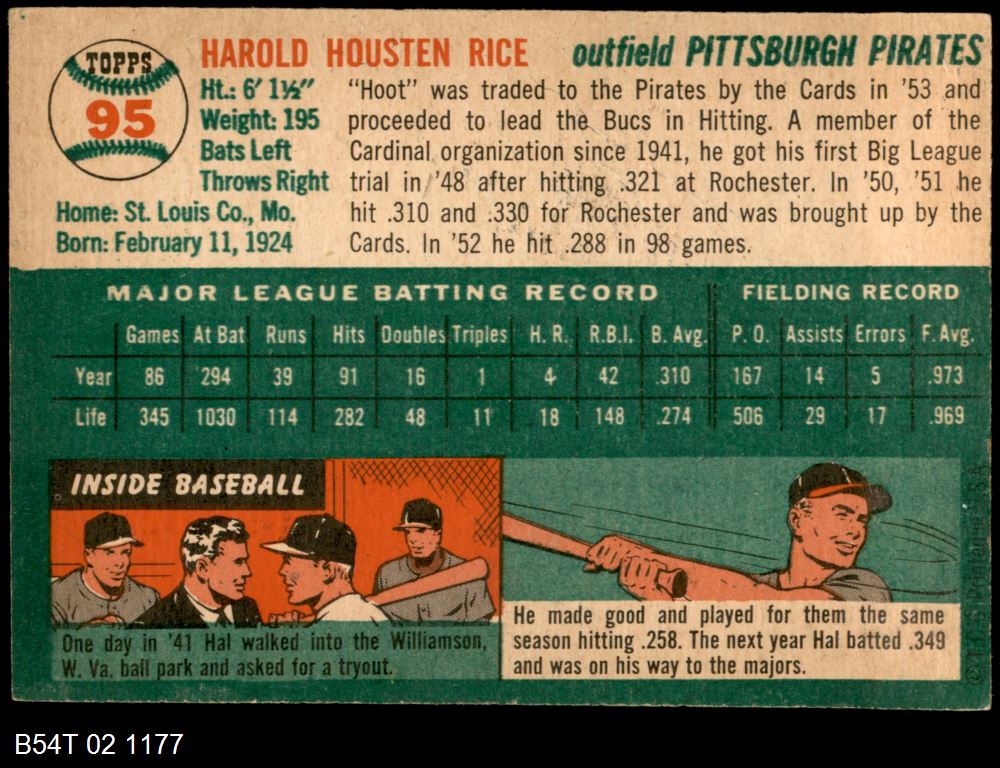 TOPPS
95
HAROLD HOUSTEN RICE outfield PITTSBURGH PIRATES
Ht.: 6' 1½"
Weight: 195
Bats Left
Throws Right
Home: St. Louis Co., Mo.
Born: February 11, 1924
"Hoot" was traded to the Pirates by the Cards in '53 and
proceeded to lead the Bucs in Hitting. A member of the
Cardinal organization since 1941, he got his first Big League
trial in '48 after hitting .321 at Rochester. In '50, '51 he
hit .310 and .330 for Rochester and was brought up by the
Cards. In '52 he hit .288 in 98 games.
MAJOR LEAGUE BATTING RECORD FIELDING RECORD
Games At Bat Runs Hits Doubles Triples H. R. R.B.I. B. Avg. P. O. Assists Errors F. Avg.
Year 86 294 39 91 16 1 4 42 .310 167 14 5 .973
Life 345 1030 114 282 48 11 18 148 .274 506 29 17 .969
INSIDE BASEBALL
One day in '41 Hal walked into the Williamson,
W. Va. ball park and asked for a tryout.
He made good and played for them the same
season hitting .258. The next year Hal batted .349
and was on his way to the majors.
© T.C.G. Printed in U.S.A.
B54T 02 1177